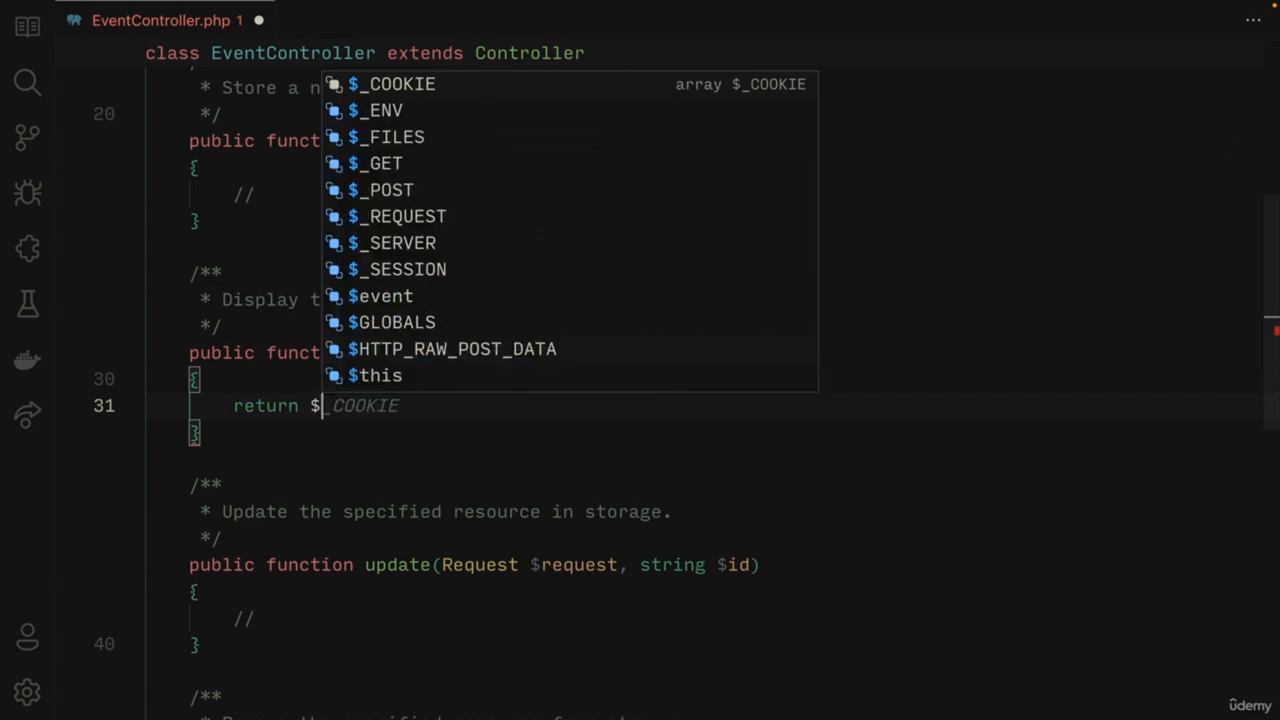 EventController.php 1
class EventController extends Controller
* Store a n
20 */
public funct
{
//
}
/**
* Display t
*/
public funct
30 {
31 return $_COOKIE
}
/**
* Update the specified resource in storage.
*/
public function update(Request $request, string $id)
{
//
40 }
/**
$_COOKIE array $_COOKIE
$_ENV
$_FILES
$_GET
$_POST
$_REQUEST
$_SERVER
$_SESSION
$event
$GLOBALS
$HTTP_RAW_POST_DATA
$this
udemy